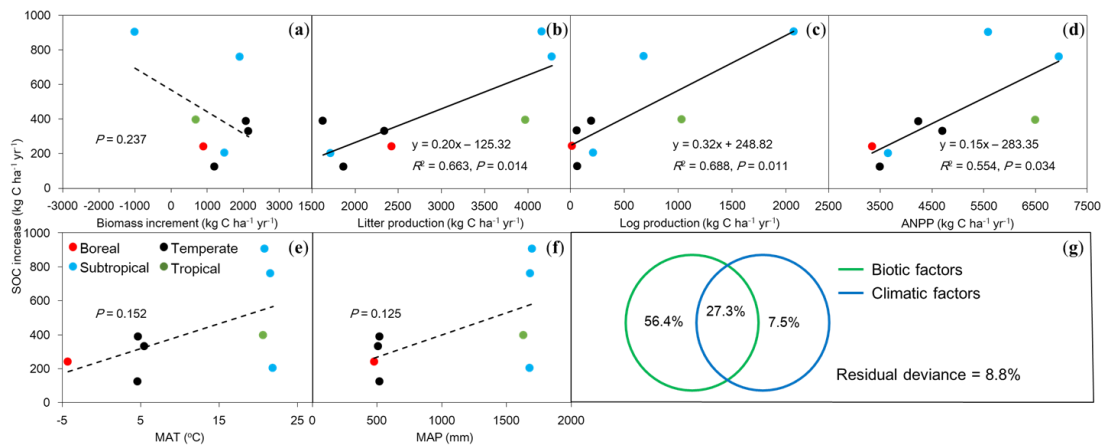 SOC increase (kg C ha⁻¹ yr⁻¹)
1000
800
600
400
200
0
(a)
P = 0.237
-3000 -2000 -1000 0 1000 2000 3000
Biomass increment (kg C ha⁻¹ yr⁻¹)
(b)
y = 0.20x − 125.32
R² = 0.663, P = 0.014
1500 2000 2500 3000 3500 4000
Litter production (kg C ha⁻¹ yr⁻¹)
(c)
y = 0.32x + 248.82
R² = 0.688, P = 0.011
0 500 1000 1500 2000
Log production (kg C ha⁻¹ yr⁻¹)
(d)
y = 0.15x − 283.35
R² = 0.554, P = 0.034
2500 3500 4500 5500 6500 7500
ANPP (kg C ha⁻¹ yr⁻¹)
1000
800
600
400
200
0
(e)
Boreal
Temperate
Subtropical
Tropical
P = 0.152
-5 5 15 25
MAT (ºC)
(f)
P = 0.125
500 1000 1500 2000
MAP (mm)
(g)
Biotic factors
Climatic factors
56.4%
27.3%
7.5%
Residual deviance = 8.8%